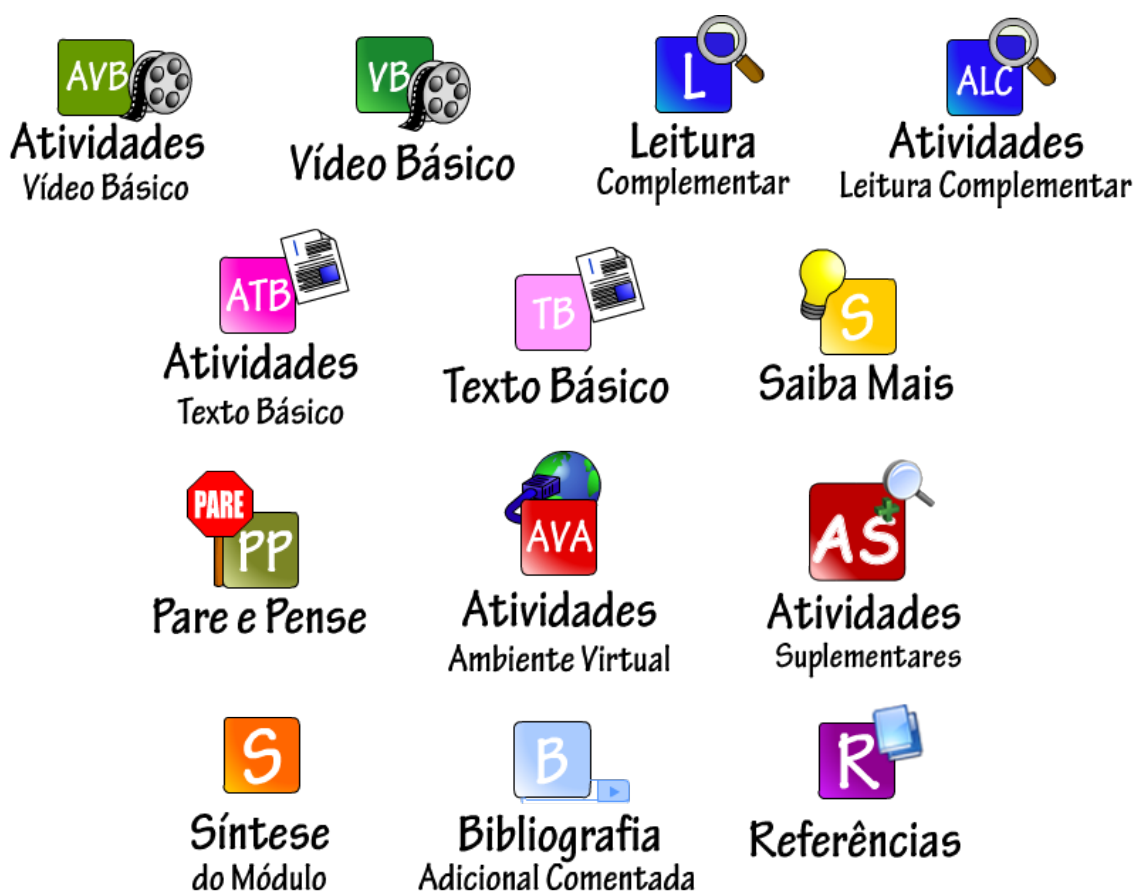 AVB
Atividades
Vídeo Básico
VB
Vídeo Básico
L
Leitura
Complementar
ALC
Atividades
Leitura Complementar
ATB
Atividades
Texto Básico
TB
Texto Básico
S
Saiba Mais
PARE
PP
Pare e Pense
AVA
Atividades
Ambiente Virtual
AS
Atividades
Suplementares
S
Síntese
do Módulo
B
Bibliografia
Adicional Comentada
R
Referências